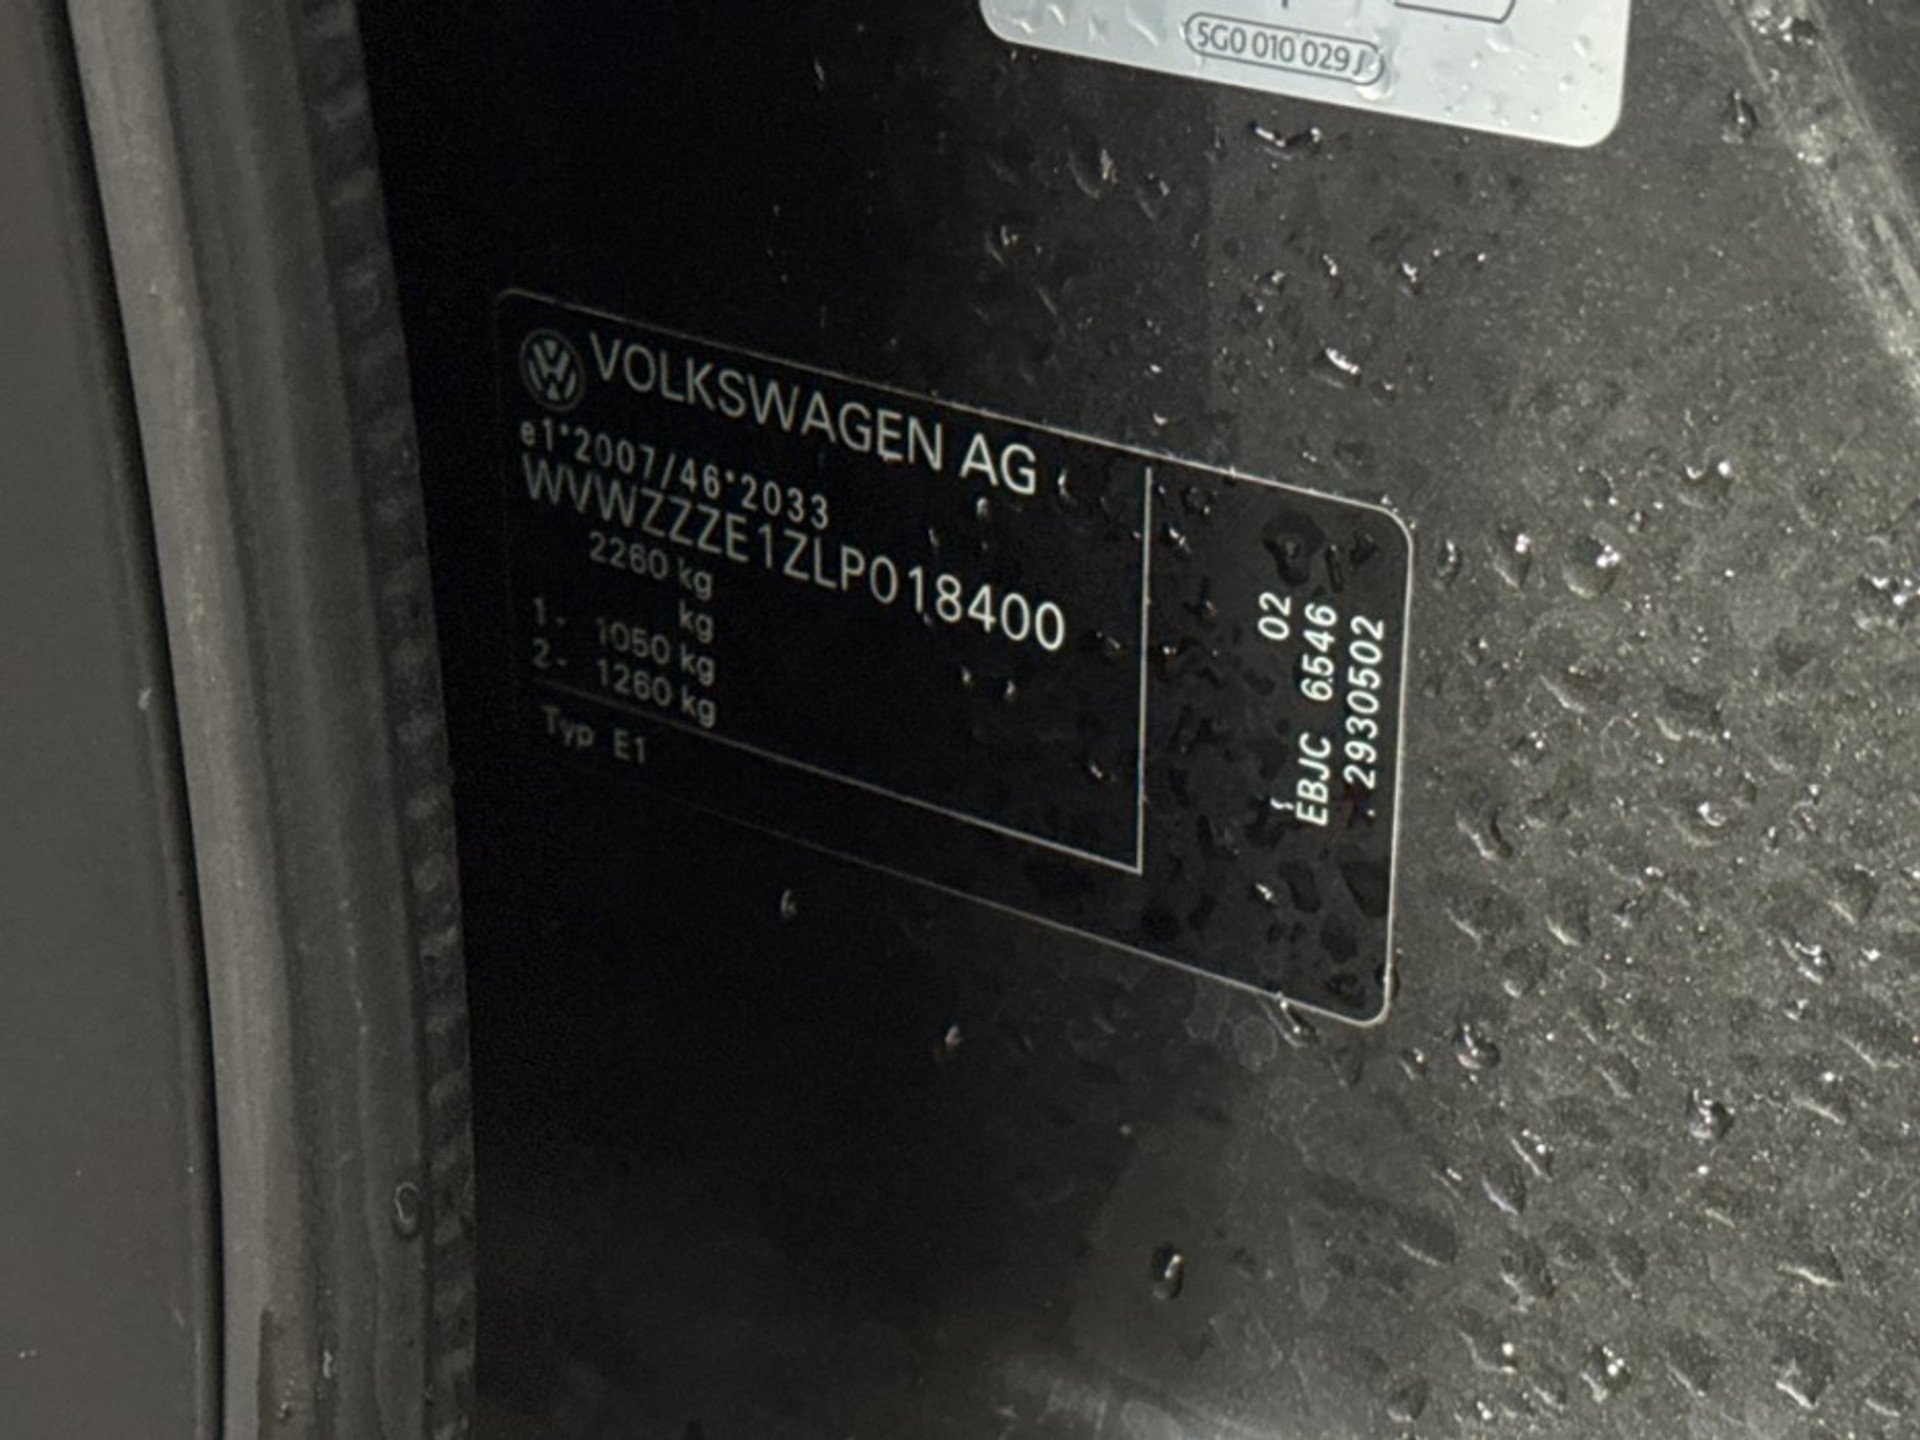 5G0 010 029 J
VOLKSWAGEN AG
e1*2007/46*2033
WVWZZZE1ZLP018400
2260 kg
kg
1- 1050 kg
2- 1260 kg
Typ E1
02
EBJC 6546
. 2930502